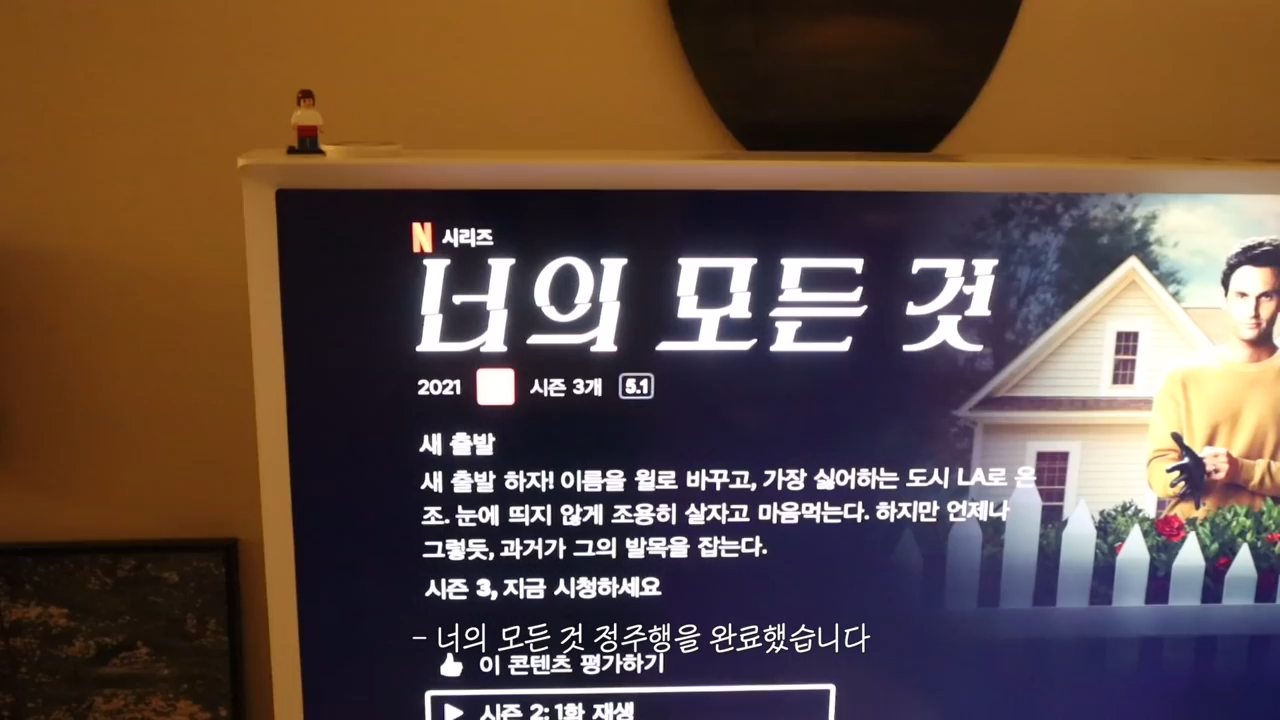 N 시리즈
너의 모든 것
2021 시즌 3개 5.1
새 출발
새 출발 하자! 이름을 윌로 바꾸고, 가장 싫어하는 도시 LA로 온
조. 눈에 띄지 않게 조용히 살자고 마음먹는다. 하지만 언제나
그렇듯, 과거가 그의 발목을 잡는다.
시즌 3, 지금 시청하세요
- 너의 모든 것 정주행을 완료했습니다
이 콘텐츠 평가하기
시즌 2: 1화 재생